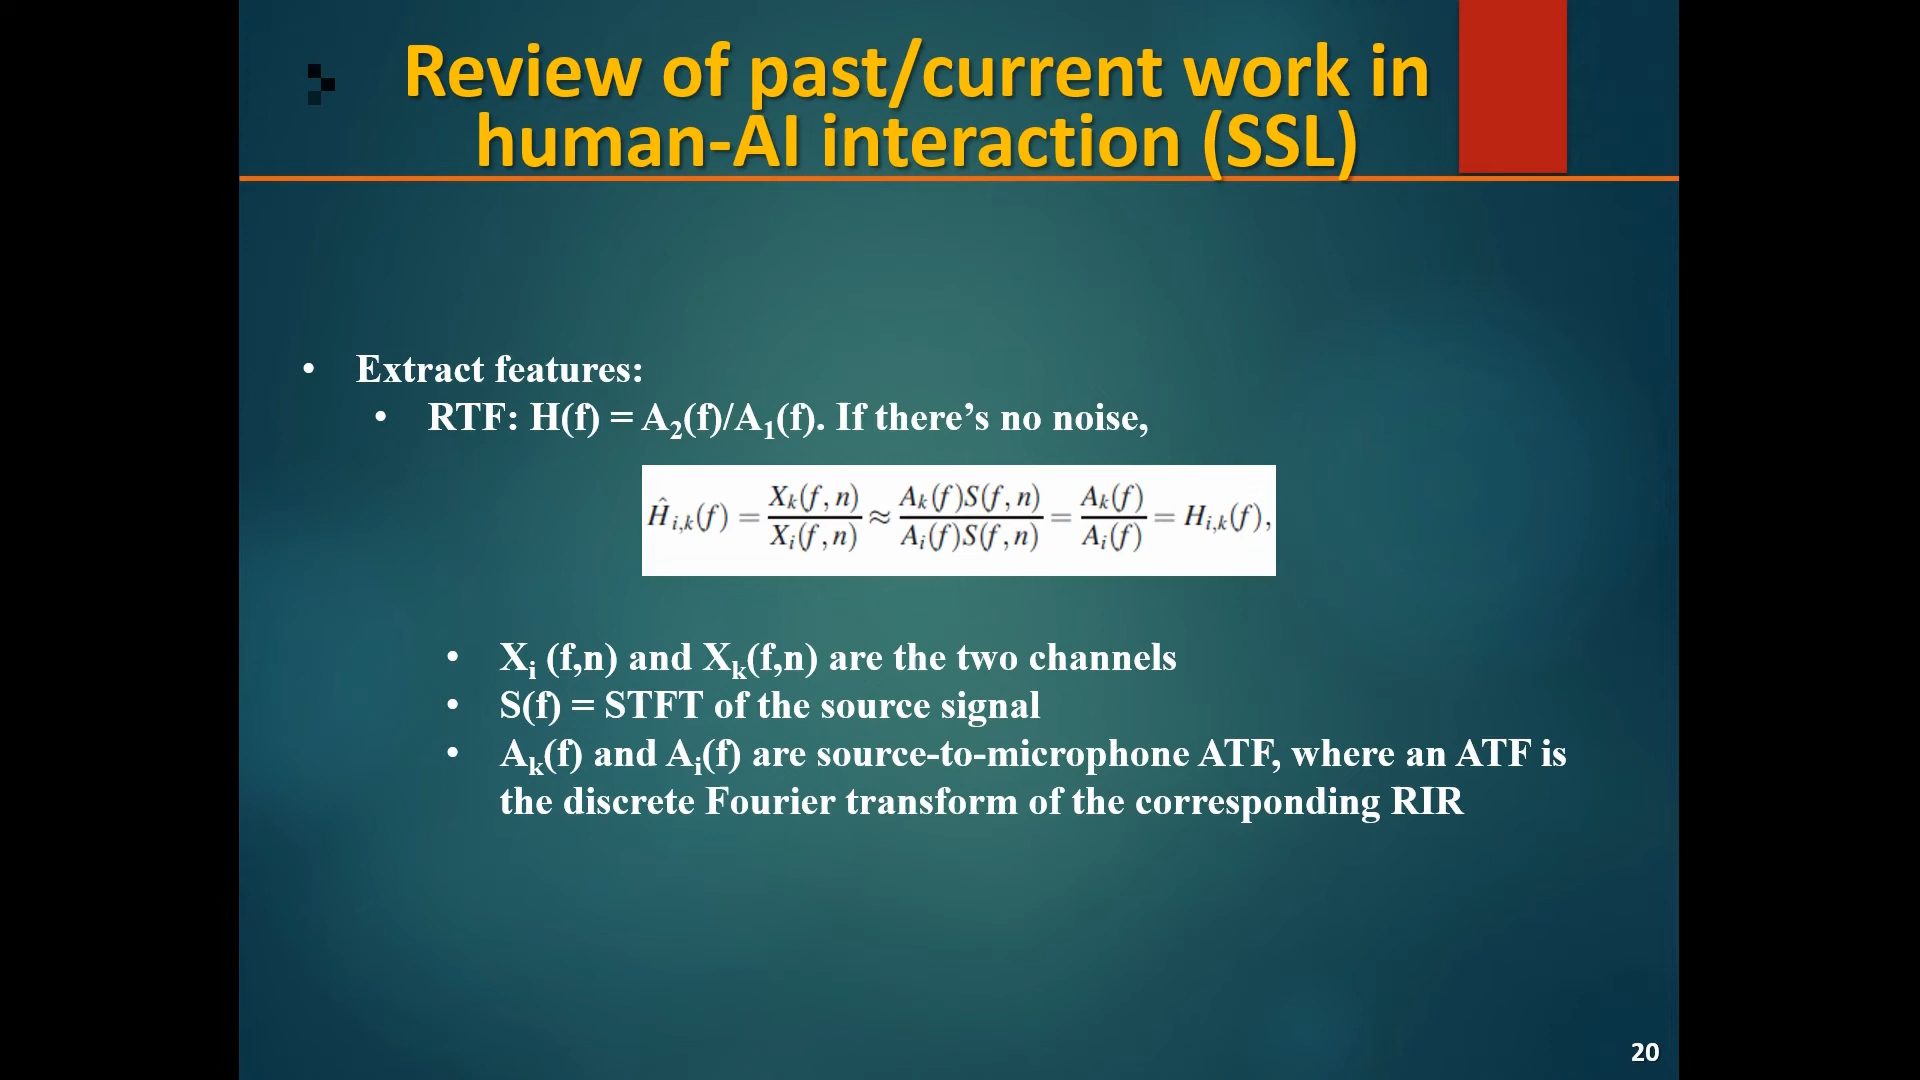 Review of past/current work in
human-AI interaction (SSL)
• Extract features:
• RTF: H(f) = A₂(f)/A₁(f). If there’s no noise,
Ĥᵢ,ₖ(f) = Xₖ(f, n) / Xᵢ(f, n) ≈ Aₖ(f)S(f, n) / Aᵢ(f)S(f, n) = Aₖ(f) / Aᵢ(f) = Hᵢ,ₖ(f),
• Xᵢ (f,n) and Xₖ(f,n) are the two channels
• S(f) = STFT of the source signal
• Aₖ(f) and Aᵢ(f) are source-to-microphone ATF, where an ATF is
the discrete Fourier transform of the corresponding RIR
20